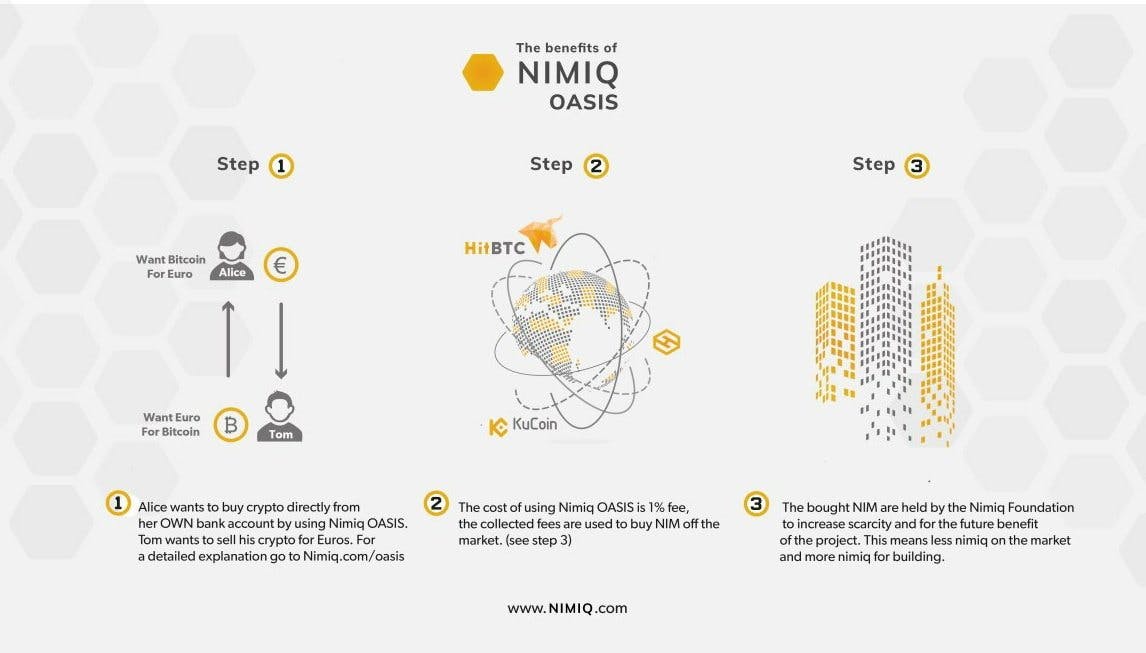 The benefits of
NIMIQ
OASIS
Step 1
Step 2
Step 3
Want Bitcoin
For Euro
Alice
€
Want Euro
For Bitcoin
₿
Tom
HitBTC
KuCoin
1
Alice wants to buy crypto directly from
her OWN bank account by using Nimiq OASIS.
Tom wants to sell his crypto for Euros. For
a detailed explanation go to Nimiq.com/oasis
2
The cost of using Nimiq OASIS is 1% fee,
the collected fees are used to buy NIM off the
market. (see step 3)
3
The bought NIM are held by the Nimiq Foundation
to increase scarcity and for the future benefit
of the project. This means less nimiq on the market
and more nimiq for building.
www.NIMIQ.com